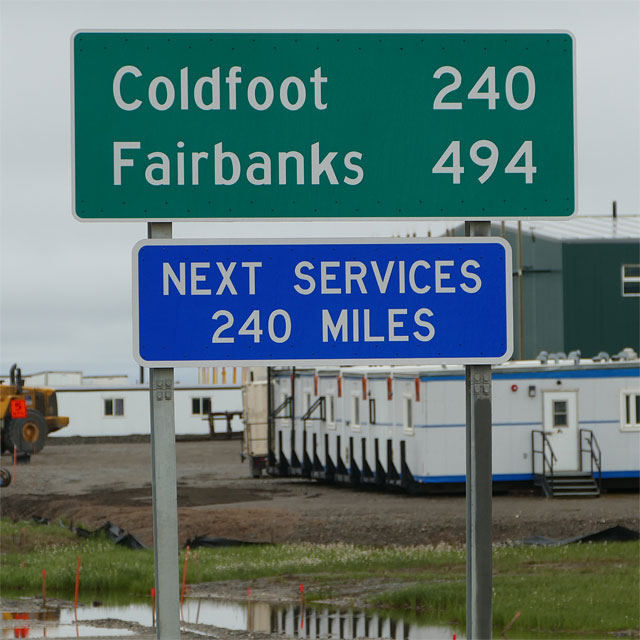 Coldfoot 240
Fairbanks 494
NEXT SERVICES
240 MILES